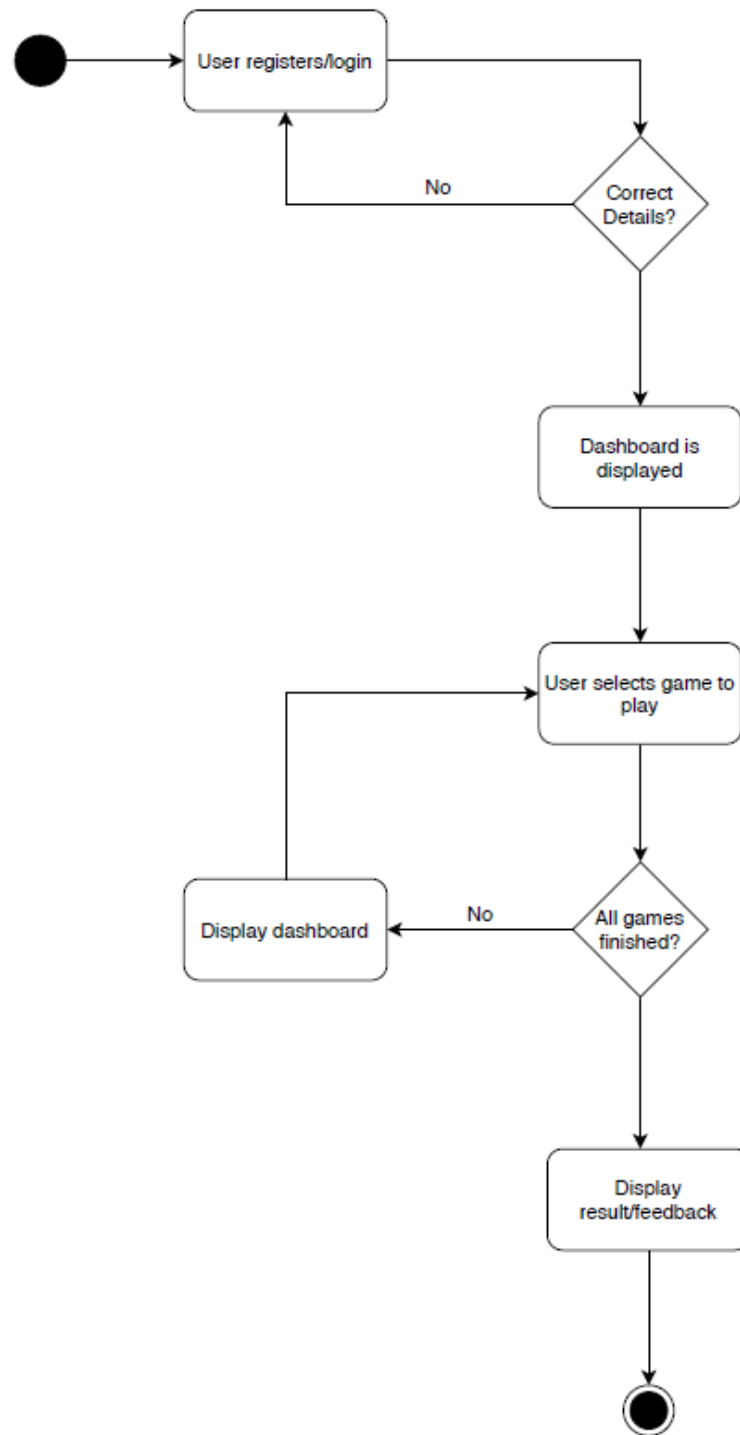 User registers/login
No
Correct
Details?
Dashboard is
displayed
User selects game to
play
Display dashboard
No
All games
finished?
Display
result/feedback